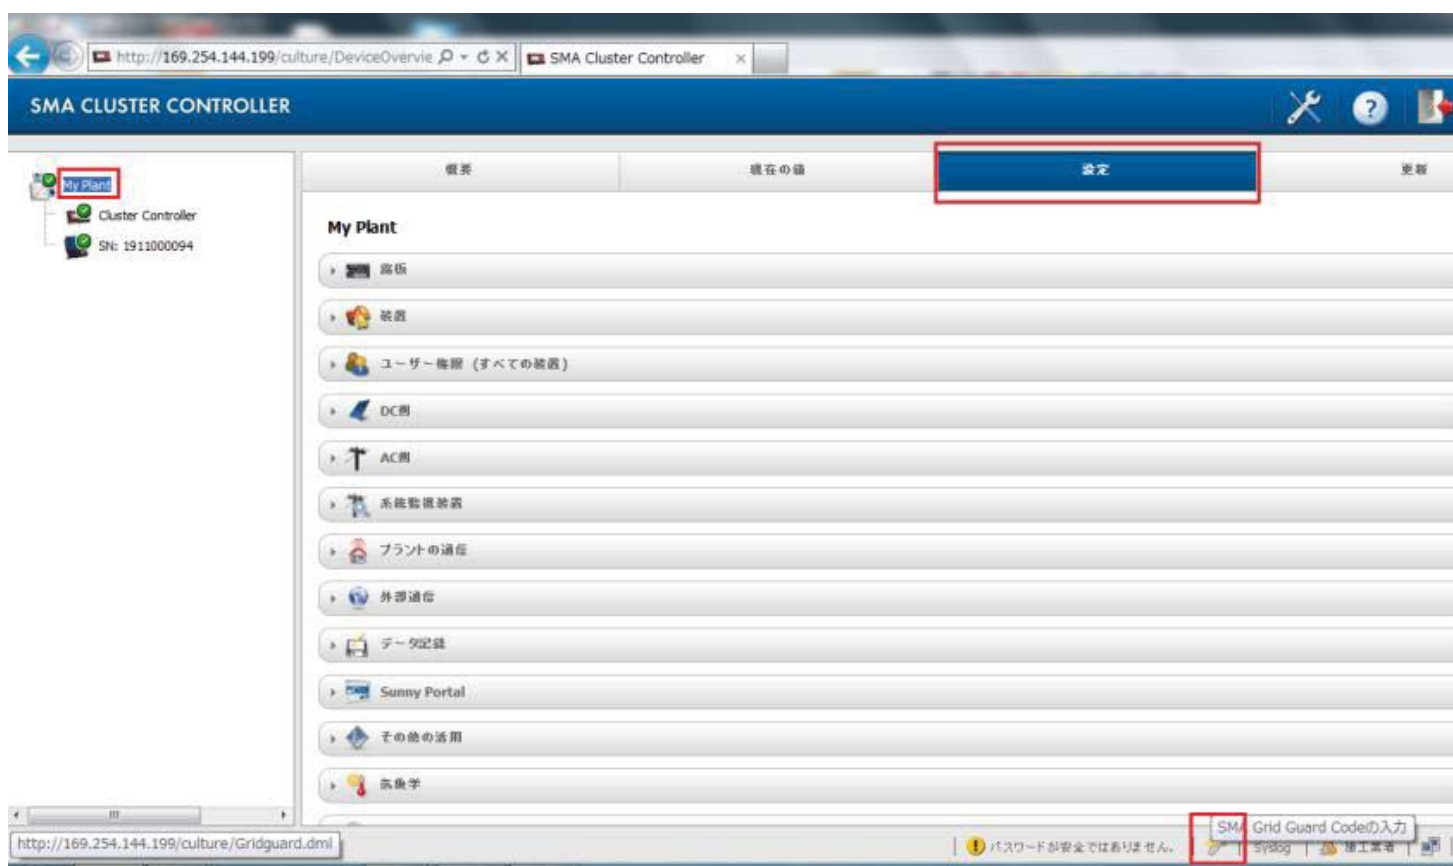 http://169.254.144.199/culture/DeviceOvervie
SMA Cluster Controller
SMA CLUSTER CONTROLLER
My Plant
Cluster Controller
SN: 1911000094
概要
現在の値
設定
更新
My Plant
銘板
装置
ユーザー権限 (すべての装置)
DC側
AC側
系統監視装置
プラントの通信
外部通信
データ記録
Sunny Portal
その他の活用
気象学
http://169.254.144.199/culture/Gridguard.dml
パスワードが安全ではありません。
SMA Grid Guard Codeの入力
Syslog
施工業者